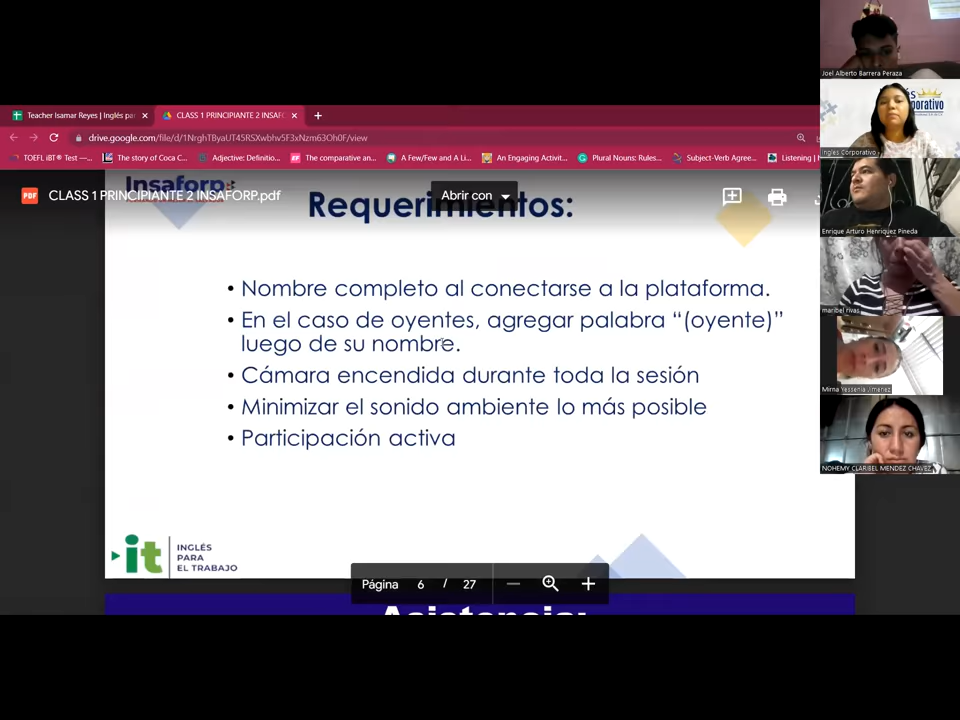 Teacher Isamar Reyes | Inglés pa
CLASS 1 PRINCIPIANTE 2 INSAFO
drive.google.com/file/d/1NrghTByaUT45RSXwbhv5F3xNzm63Oh0F/view
TOEFL iBT® Test —...
The story of Coca C...
Adjective: Definitio...
The comparative an...
A Few/Few and A Li...
An Engaging Activit...
Plural Nouns: Rules...
Subject-Verb Agree...
Listening |
PDF
CLASS 1 PRINCIPIANTE 2 INSAFORP.pdf
Abrir con
Insaforp
Requerimientos:
• Nombre completo al conectarse a la plataforma.
• En el caso de oyentes, agregar palabra “(oyente)”
luego de su nombre.
• Cámara encendida durante toda la sesión
• Minimizar el sonido ambiente lo más posible
• Participación activa
it
INGLÉS
PARA
EL TRABAJO
Página 6 / 27
Asistencia:
Joel Alberto Barrera Peraza
Inglés Corporativo
Enrique Arturo Henriquez Pineda
maribel rivas
Mirna Yessenia Jimenez
NOHEMY CLARIBEL MENDEZ CHAVEZ